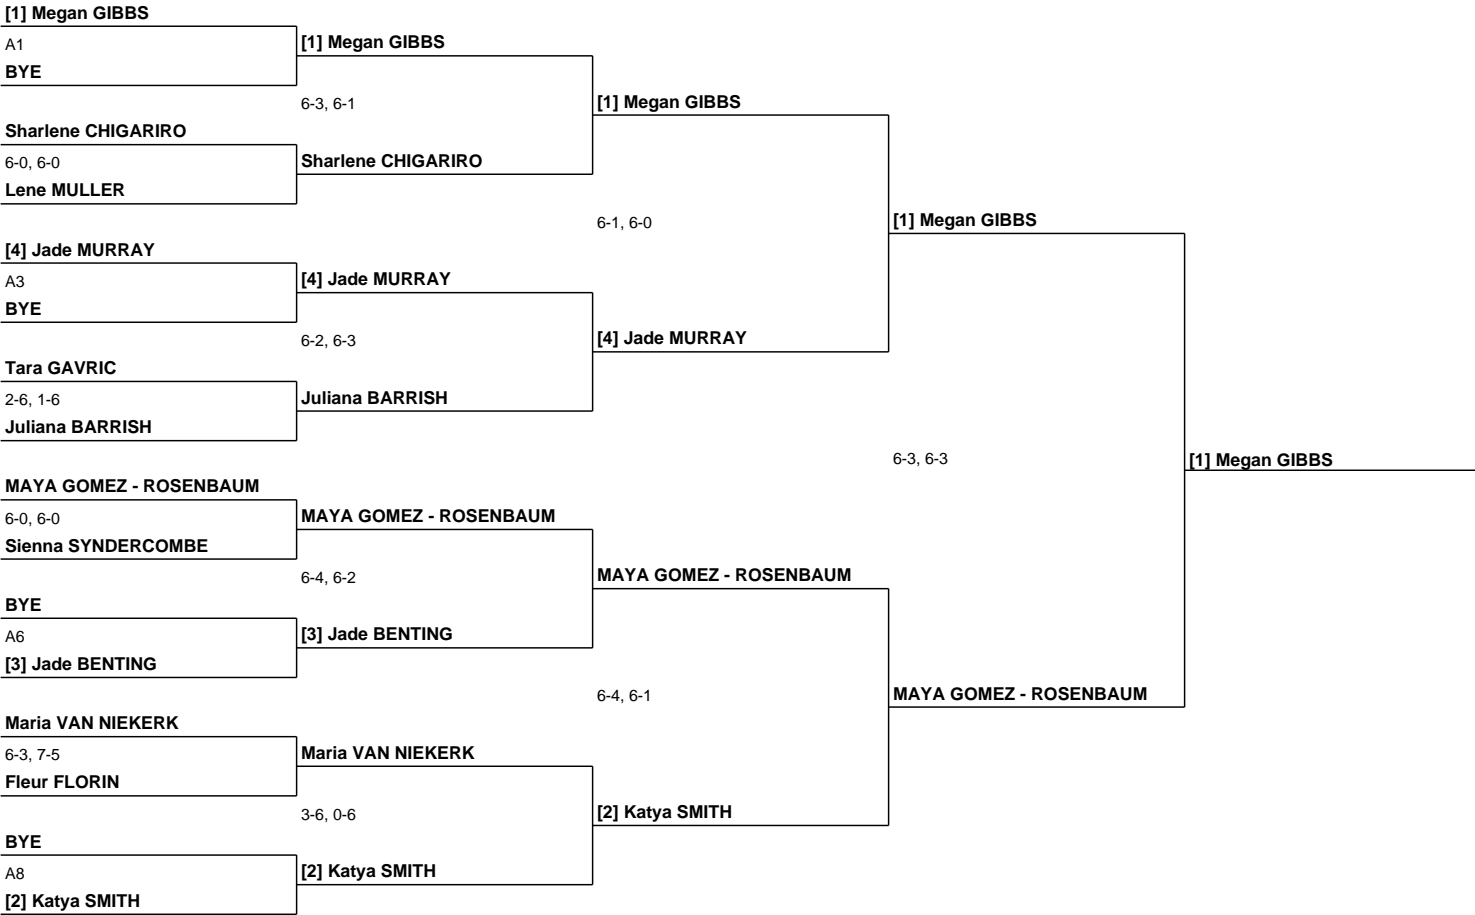 [1] Megan GIBBS
A1
BYE
Sharlene CHIGARIRO
6-0, 6-0
Lene MULLER
[4] Jade MURRAY
A3
BYE
Tara GAVRIC
2-6, 1-6
Juliana BARRISH
MAYA GOMEZ - ROSENBAUM
6-0, 6-0
Sienna SYNDERCOMBE
BYE
A6
[3] Jade BENTING
Maria VAN NIEKERK
6-3, 7-5
Fleur FLORIN
BYE
A8
[2] Katya SMITH
[1] Megan GIBBS
6-3, 6-1
Sharlene CHIGARIRO
[4] Jade MURRAY
6-2, 6-3
Juliana BARRISH
MAYA GOMEZ - ROSENBAUM
6-4, 6-2
[3] Jade BENTING
Maria VAN NIEKERK
3-6, 0-6
[2] Katya SMITH
[1] Megan GIBBS
6-1, 6-0
[4] Jade MURRAY
MAYA GOMEZ - ROSENBAUM
6-4, 6-1
[2] Katya SMITH
[1] Megan GIBBS
6-3, 6-3
MAYA GOMEZ - ROSENBAUM
[1] Megan GIBBS